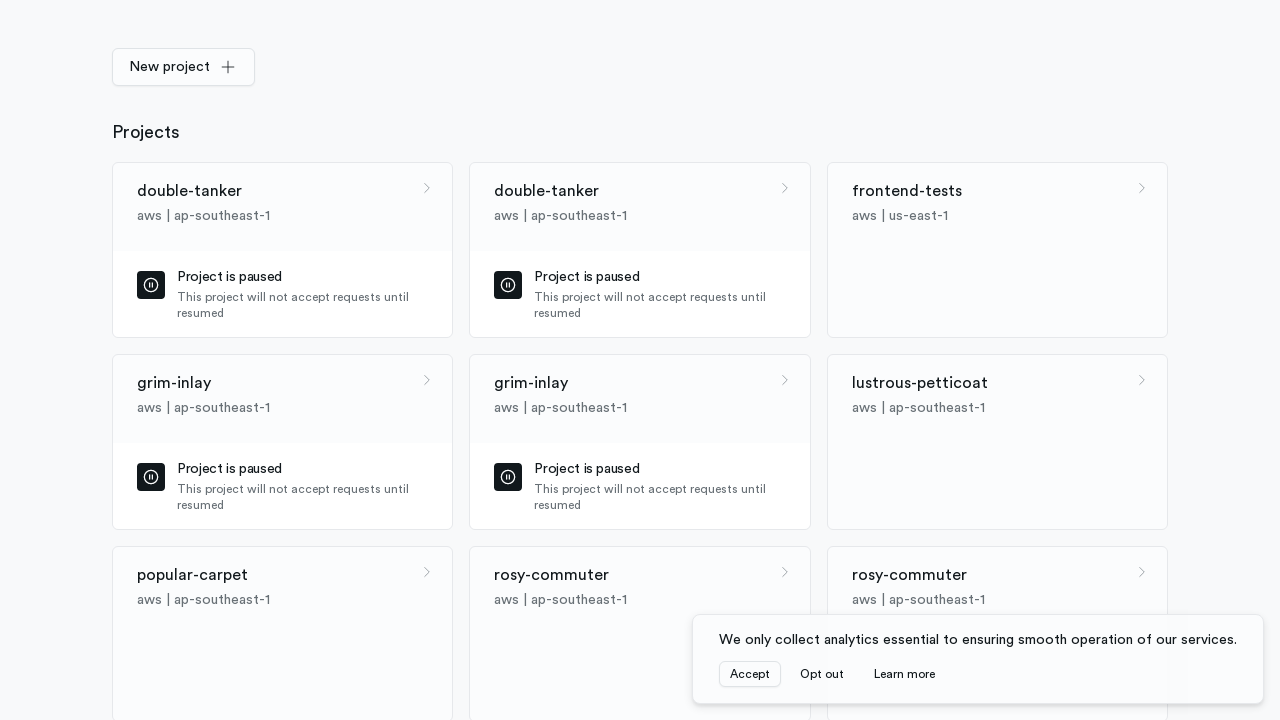 New project
Projects
double-tanker
aws | ap-southeast-1
Project is paused
This project will not accept requests until
resumed
double-tanker
aws | ap-southeast-1
Project is paused
This project will not accept requests until
resumed
frontend-tests
aws | us-east-1
grim-inlay
aws | ap-southeast-1
Project is paused
This project will not accept requests until
resumed
grim-inlay
aws | ap-southeast-1
Project is paused
This project will not accept requests until
resumed
lustrous-petticoat
aws | ap-southeast-1
popular-carpet
aws | ap-southeast-1
rosy-commuter
aws | ap-southeast-1
rosy-commuter
aws | ap-southeast-1
We only collect analytics essential to ensuring smooth operation of our services.
Accept Opt out Learn more